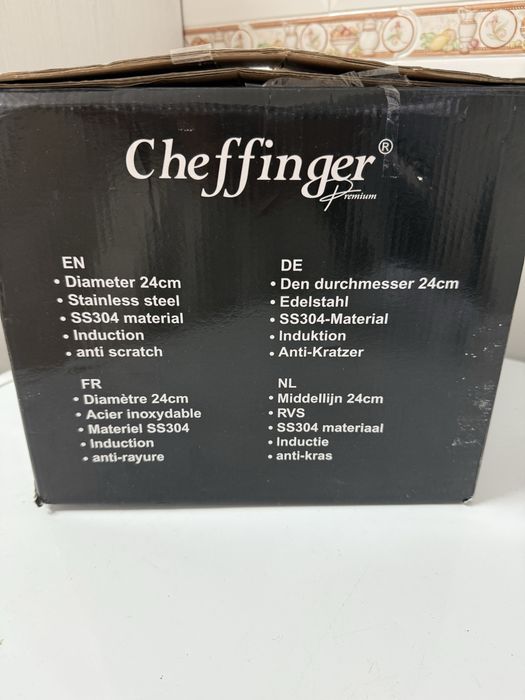 Cheffinger®
Premium
EN
• Diameter 24cm
• Stainless steel
• SS304 material
• Induction
• anti scratch
DE
• Den durchmesser 24cm
• Edelstahl
• SS304-Material
• Induktion
• Anti-Kratzer
FR
• Diamètre 24cm
• Acier inoxydable
• Materiel SS304
• Induction
• anti-rayure
NL
• Middellijn 24cm
• RVS
• SS304 materiaal
• Inductie
• anti-kras